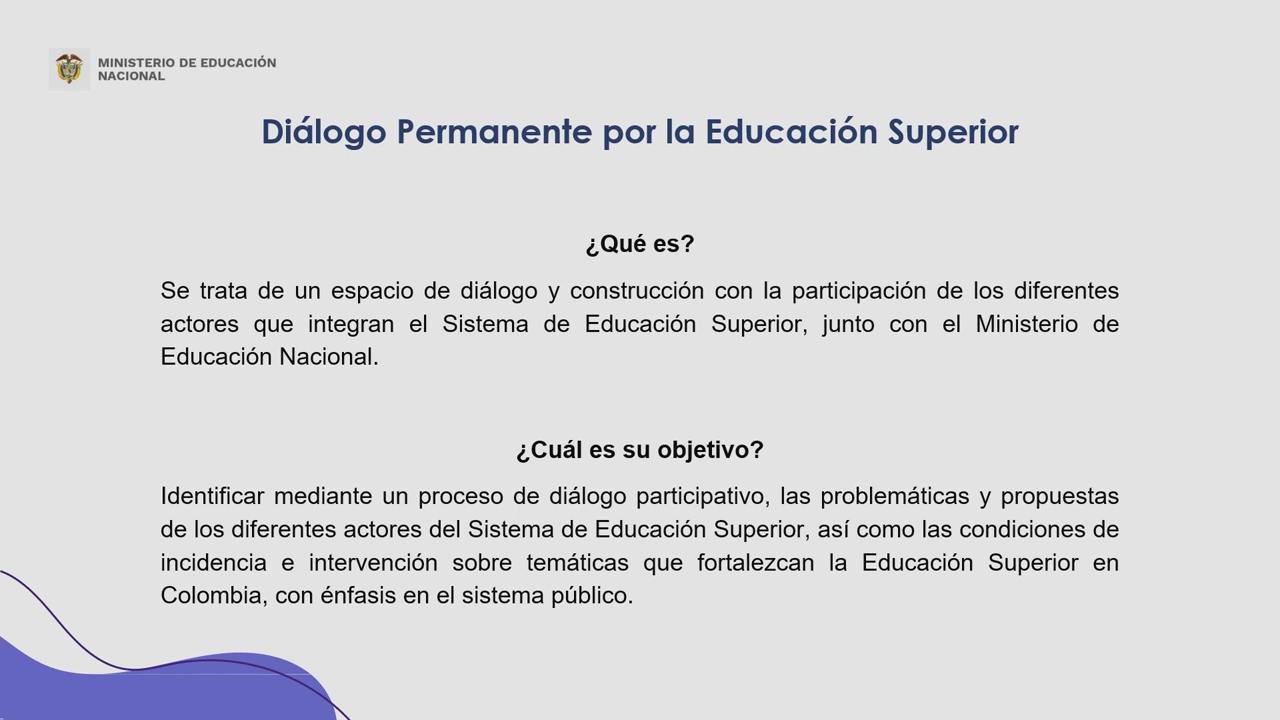 MINISTERIO DE EDUCACIÓN
NACIONAL
Diálogo Permanente por la Educación Superior
¿Qué es?
Se trata de un espacio de diálogo y construcción con la participación de los diferentes
actores que integran el Sistema de Educación Superior, junto con el Ministerio de
Educación Nacional.
¿Cuál es su objetivo?
Identificar mediante un proceso de diálogo participativo, las problemáticas y propuestas
de los diferentes actores del Sistema de Educación Superior, así como las condiciones de
incidencia e intervención sobre temáticas que fortalezcan la Educación Superior en
Colombia, con énfasis en el sistema público.